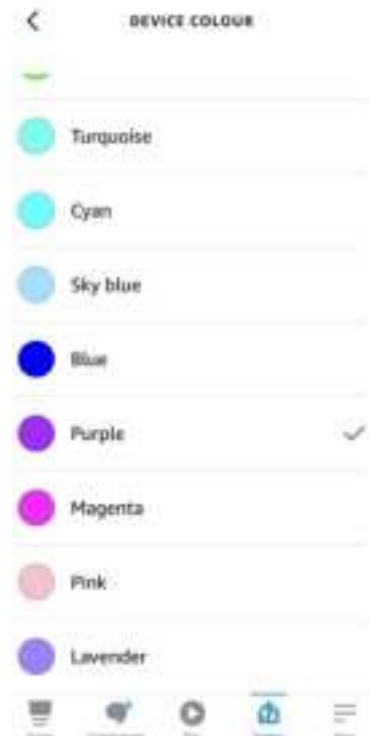 DEVICE COLOUR
Turquoise
Cyan
Sky blue
Blue
Purple
Magenta
Pink
Lavender